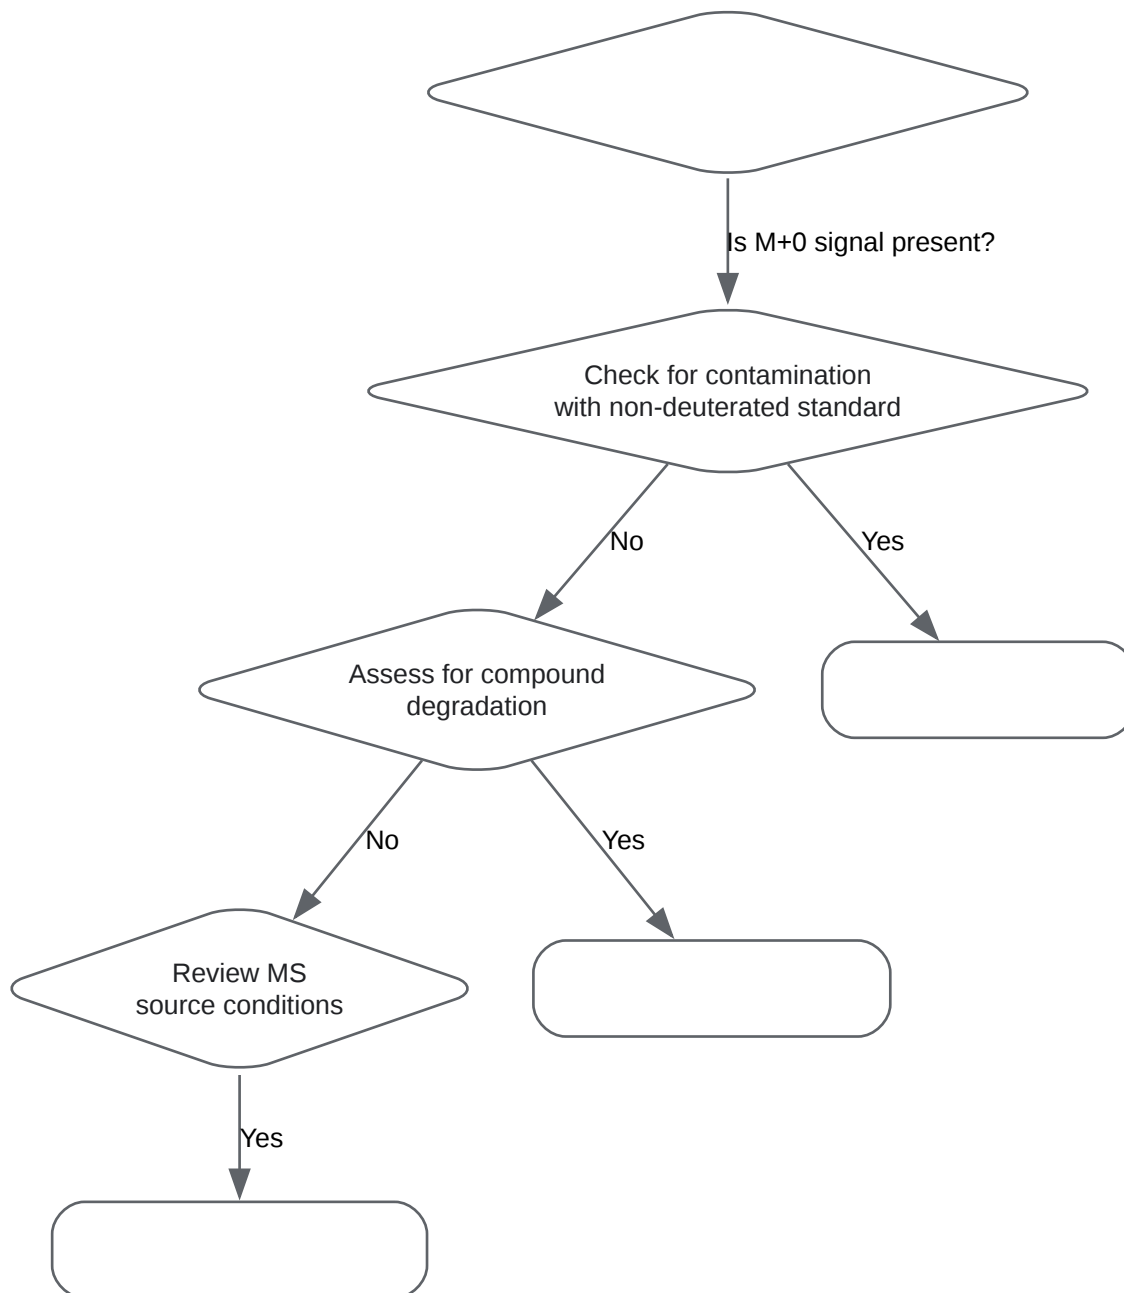 Is M+0 signal present?
Check for contamination
with non-deuterated standard
No
Yes
Assess for compound
degradation
No
Yes
Review MS
source conditions
Yes